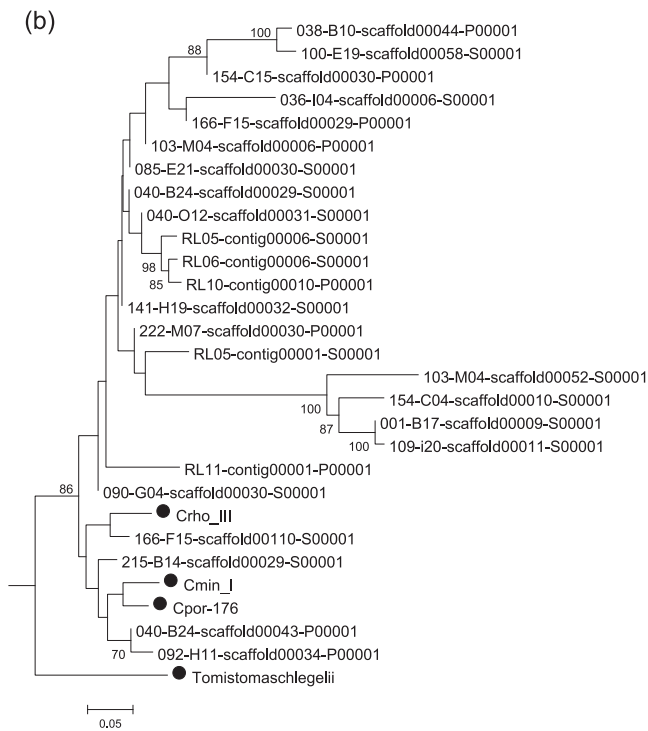 (b)
038-B10-scaffold00044-P00001
100
100-E19-scaffold00058-S00001
88
154-C15-scaffold00030-P00001
036-I04-scaffold00006-S00001
166-F15-scaffold00029-P00001
103-M04-scaffold00006-P00001
085-E21-scaffold00030-S00001
040-B24-scaffold00029-S00001
040-O12-scaffold00031-S00001
RL05-contig00006-S00001
RL06-contig00006-S00001
98
RL10-contig00010-P00001
85
141-H19-scaffold00032-S00001
222-M07-scaffold00030-P00001
RL05-contig00001-S00001
103-M04-scaffold00052-S00001
154-C04-scaffold00010-S00001
100
001-B17-scaffold00009-S00001
87
109-i20-scaffold00011-S00001
100
RL11-contig00001-P00001
86
090-G04-scaffold00030-S00001
Crho_III
166-F15-scaffold00110-S00001
215-B14-scaffold00029-S00001
Cmin_I
Cpor-176
040-B24-scaffold00043-P00001
70
092-H11-scaffold00034-P00001
Tomistomaschlegelii
0.05